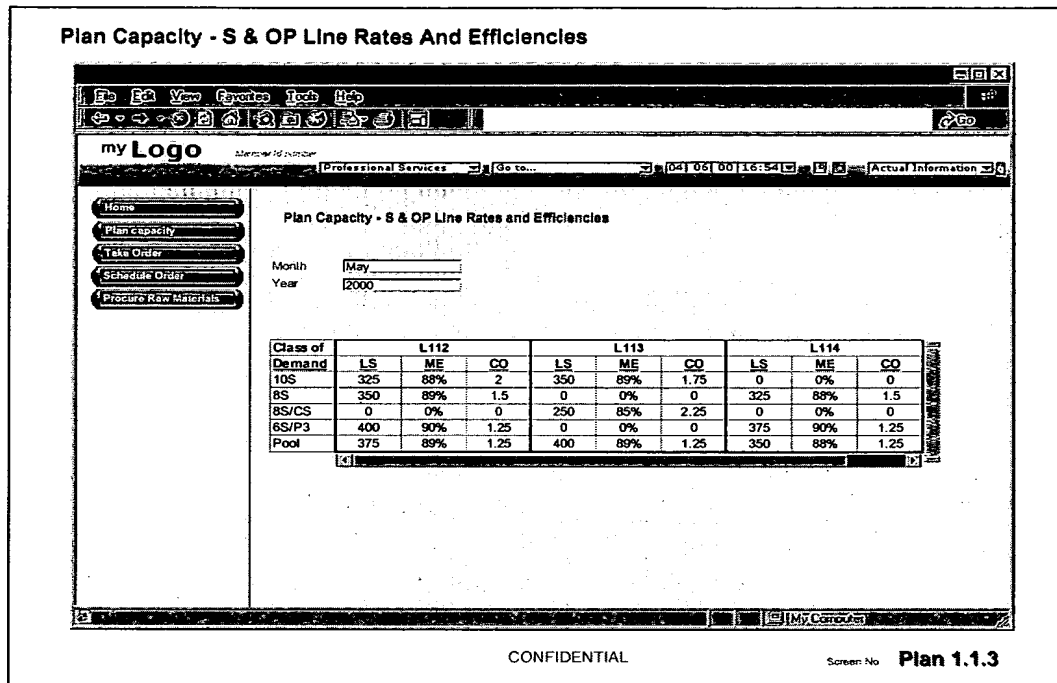 Plan Capacity - S & OP Line Rates And Efficiencies
File Edit View Favorites Tools Help
Go
my Logo Member id number
Professional Services Go to... 04 06 00 16:54 Actual Information
Home
Plan capacity
Take Order
Schedule Order
Procure Raw Materials
Plan Capacity - S & OP Line Rates and Efficiencies
Month May
Year 2000
Class of L112 L113 L114
Demand LS ME CO LS ME CO LS ME CO
10S 325 88% 2 350 89% 1.75 0 0% 0
8S 350 89% 1.5 0 0% 0 325 88% 1.5
8S/CS 0 0% 0 250 85% 2.25 0 0% 0
6S/P3 400 90% 1.25 0 0% 0 375 90% 1.25
Pool 375 89% 1.25 400 89% 1.25 350 88% 1.25
My Computer
CONFIDENTIAL
Screen No Plan 1.1.3